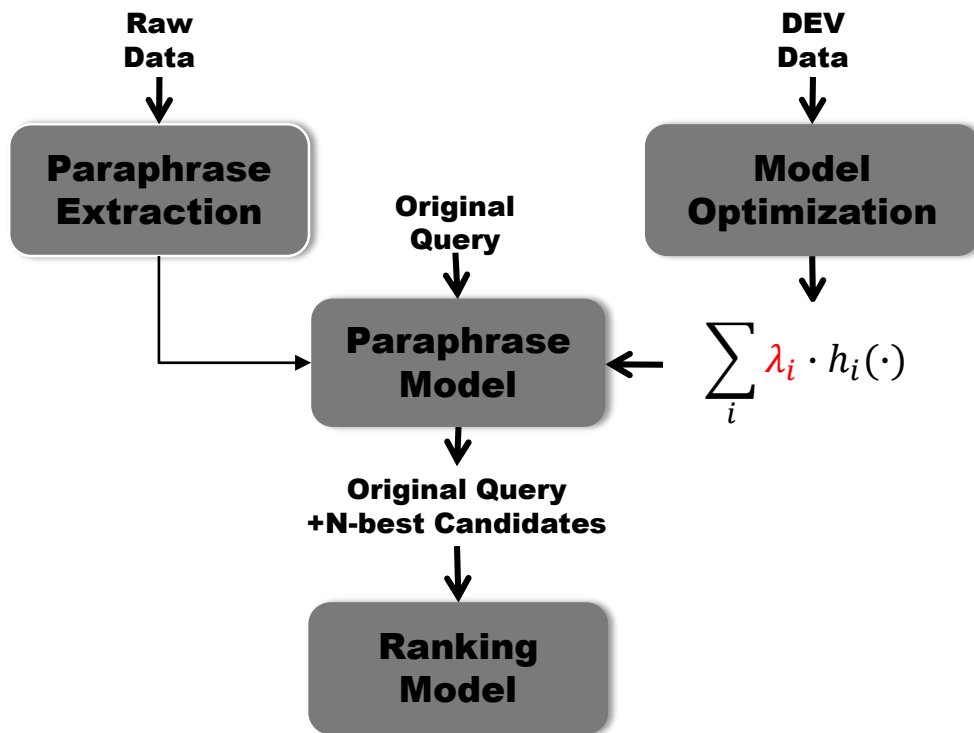 Raw
Data
DEV
Data
Paraphrase
Extraction
Model
Optimization
Original
Query
Paraphrase
Model
∑ᵢ λᵢ · hᵢ(·)
Original Query
+N-best Candidates
Ranking
Model